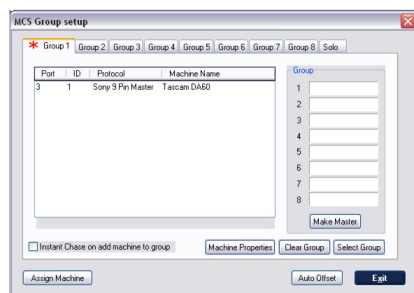 MCS Group setup
* Group 1 Group 2 Group 3 Group 4 Group 5 Group 6 Group 7 Group 8 Solo
Port ID Protocol Machine Name
3 1 Sony 9 Pin Master Tascam DA60
Group
1
2
3
4
5
6
7
8
Make Master
Instant Chase on add machine to group Machine Properties Clear Group Select Group
Assign Machine Auto Offset Exit